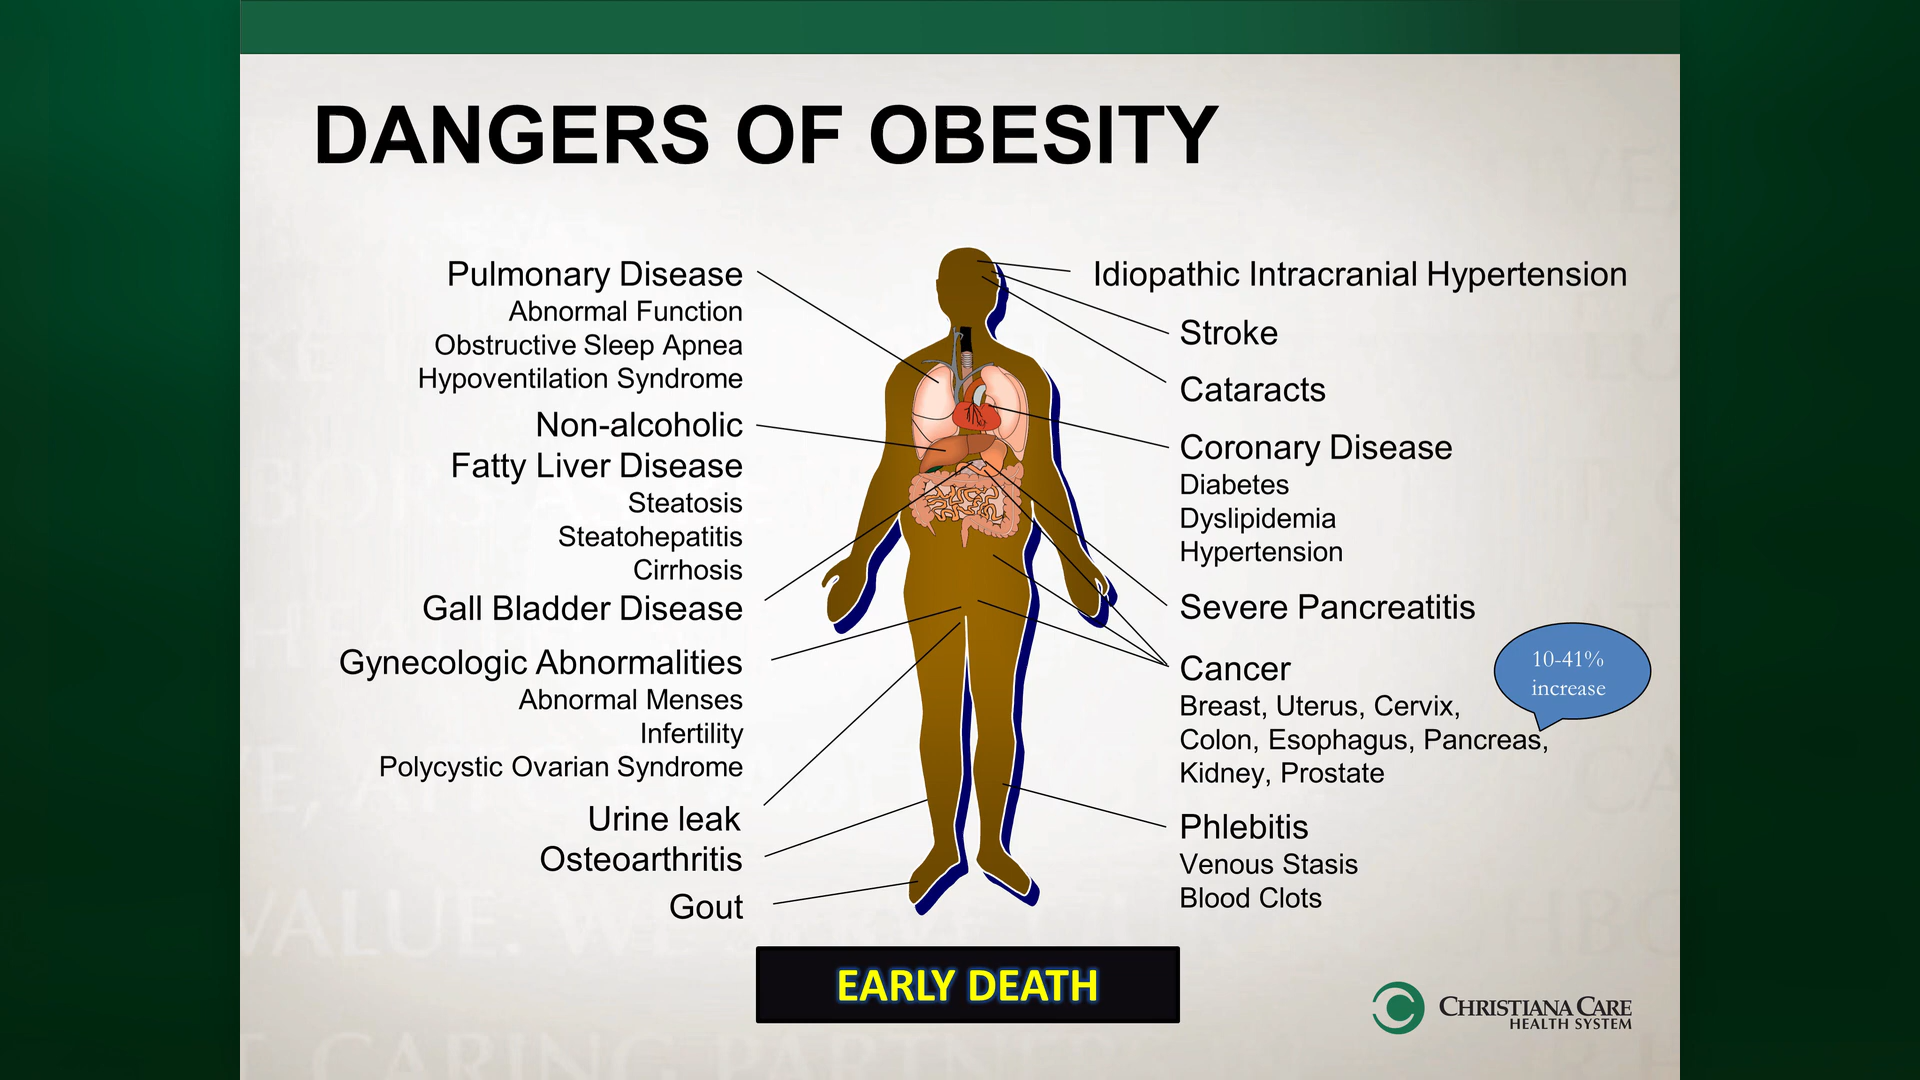 DANGERS OF OBESITY
Pulmonary Disease
Abnormal Function
Obstructive Sleep Apnea
Hypoventilation Syndrome
Non-alcoholic
Fatty Liver Disease
Steatosis
Steatohepatitis
Cirrhosis
Gall Bladder Disease
Gynecologic Abnormalities
Abnormal Menses
Infertility
Polycystic Ovarian Syndrome
Urine leak
Osteoarthritis
Gout
Idiopathic Intracranial Hypertension
Stroke
Cataracts
Coronary Disease
Diabetes
Dyslipidemia
Hypertension
Severe Pancreatitis
Cancer
Breast, Uterus, Cervix,
Colon, Esophagus, Pancreas,
Kidney, Prostate
10-41%
increase
Phlebitis
Venous Stasis
Blood Clots
EARLY DEATH
CHRISTIANA CARE
HEALTH SYSTEM